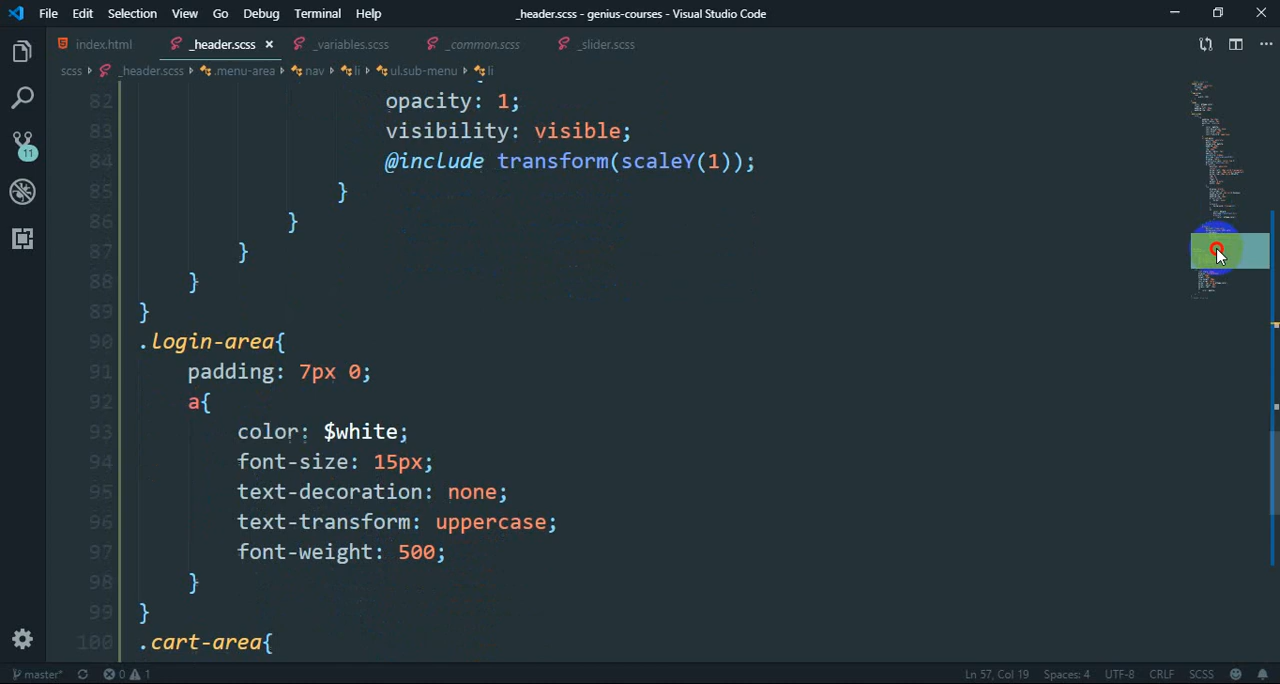 File Edit Selection View Go Debug Terminal Help _header.scss - genius-courses - Visual Studio Code
index.html _header.scss × _variables.scss _common.scss _slider.scss
scss _header.scss .menu-area nav li ul.sub-menu li
82 opacity: 1;
83 visibility: visible;
84 @include transform(scaleY(1));
85 }
86 }
87 }
88 }
89 }
90 .login-area{
91 padding: 7px 0;
92 a{
93 color: $white;
94 font-size: 15px;
95 text-decoration: none;
96 text-transform: uppercase;
97 font-weight: 500;
98 }
99 }
100 .cart-area{
11
master* 0 1 Ln 57, Col 19 Spaces: 4 UTF-8 CRLF SCSS